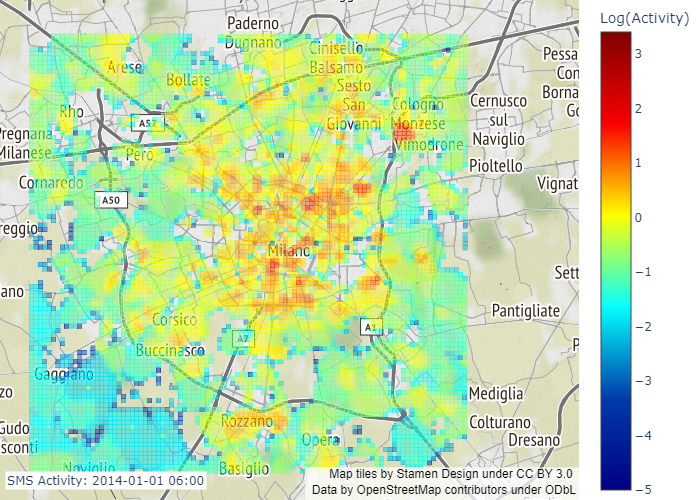 Log(Activity)
Paderno
Dugnano
Cinisello
Balsamo
Pessa
Con
Borna
Go
Arese
Bollate
Sesto
San
Giovanni
Cologno
Monzese
Cernusco
sul
Naviglio
Rho
A52
Vimodrone
Pregnana
Milanese
Pero
Pioltello
Cornaredo
Vignat
A50
reggio
Milano
Sett
ano
Pantigliate
Corsico
A7
A1
P
Buccinasco
Gaggiano
zo
Mediglia
Rozzano
Colturano
Gudo
sconti
Opera
Dresano
Noviglio
Basiglio
SMS Activity: 2014-01-01 06:00
Map tiles by Stamen Design under CC BY 3.0
Data by OpenStreetMap contributors under ODbL
3
2
1
0
−1
−2
−3
−4
−5